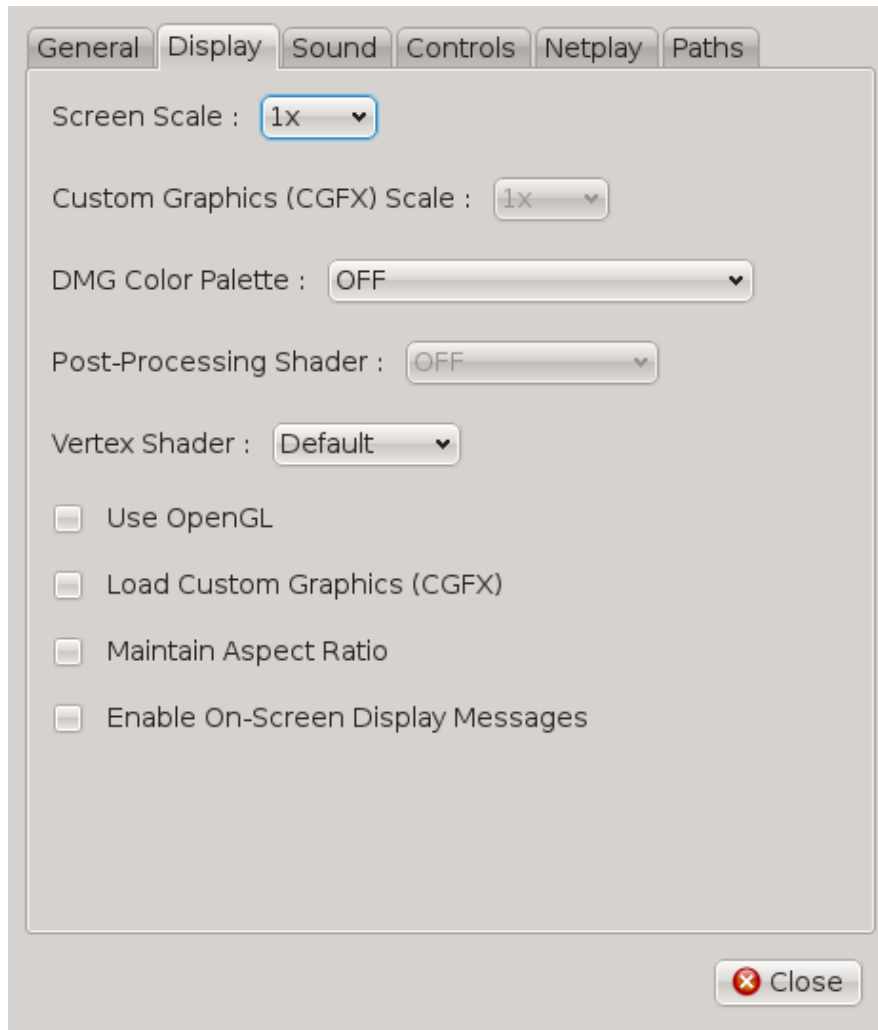 General Display Sound Controls Netplay Paths
Screen Scale : 1x
Custom Graphics (CGFX) Scale : 1x
DMG Color Palette : OFF
Post-Processing Shader : OFF
Vertex Shader : Default
Use OpenGL
Load Custom Graphics (CGFX)
Maintain Aspect Ratio
Enable On-Screen Display Messages
Close